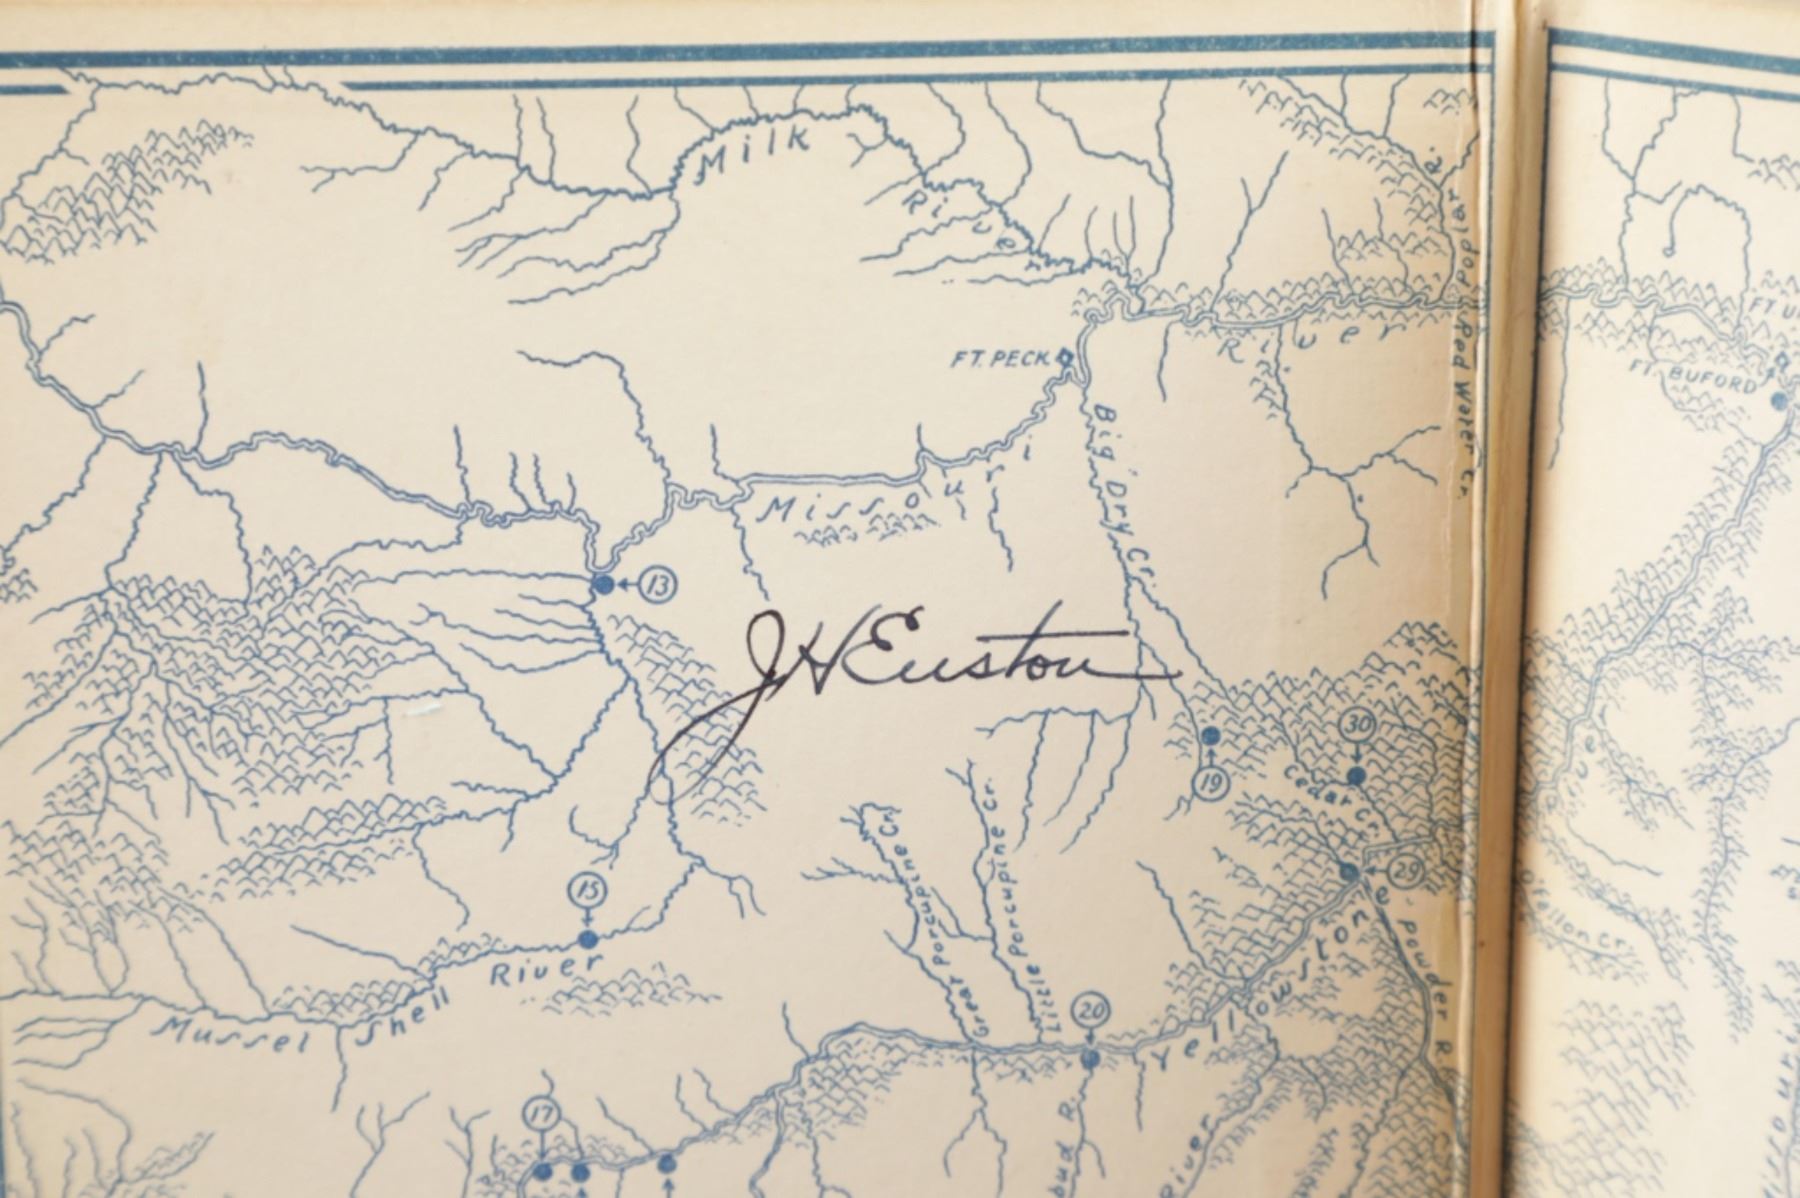 Milk
River
Poplar R.
Red Water Cr.
FT. PECK
River
FT. BUFORD
Big Dry Cr.
Missouri
13
J H Euston
19
30
Cedar Cr.
29
15
River
Mussel Shell
Great Porcupine Cr.
Little Porcupine Cr.
O'Fellon Cr.
Powder R.
20
Yellowstone
17
River